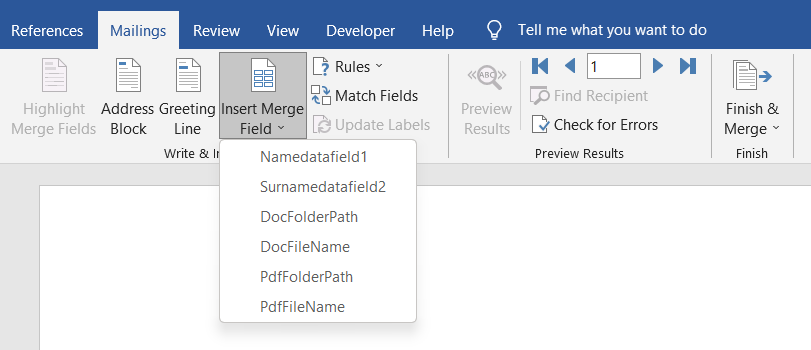 References Mailings Review View Developer Help Tell me what you want to do
Highlight
Merge Fields
Address
Block
Greeting
Line
Insert Merge
Field
Rules
Match Fields
Update Labels
Write & In
Preview
Results
1
Find Recipient
Check for Errors
Preview Results
Finish &
Merge
Finish
Namedatafield1
Surnamedatafield2
DocFolderPath
DocFileName
PdfFolderPath
PdfFileName